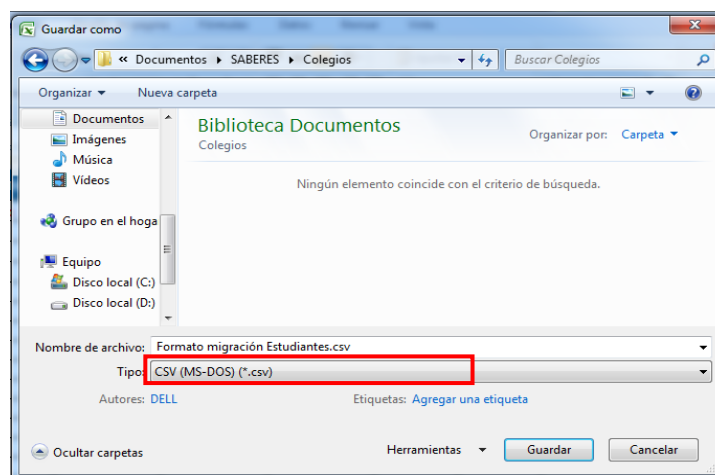 Guardar como
« Documentos ▸ SABERES ▸ Colegios
Buscar Colegios
Organizar
Nueva carpeta
Documentos
Imágenes
Música
Vídeos
Grupo en el hoga
Equipo
Disco local (C:)
Disco local (D:)
Biblioteca Documentos
Colegios
Organizar por: Carpeta
Ningún elemento coincide con el criterio de búsqueda.
Nombre de archivo: Formato migración Estudiantes.csv
Tipo: CSV (MS-DOS) (*.csv)
Autores: DELL
Etiquetas: Agregar una etiqueta
Ocultar carpetas
Herramientas
Guardar
Cancelar